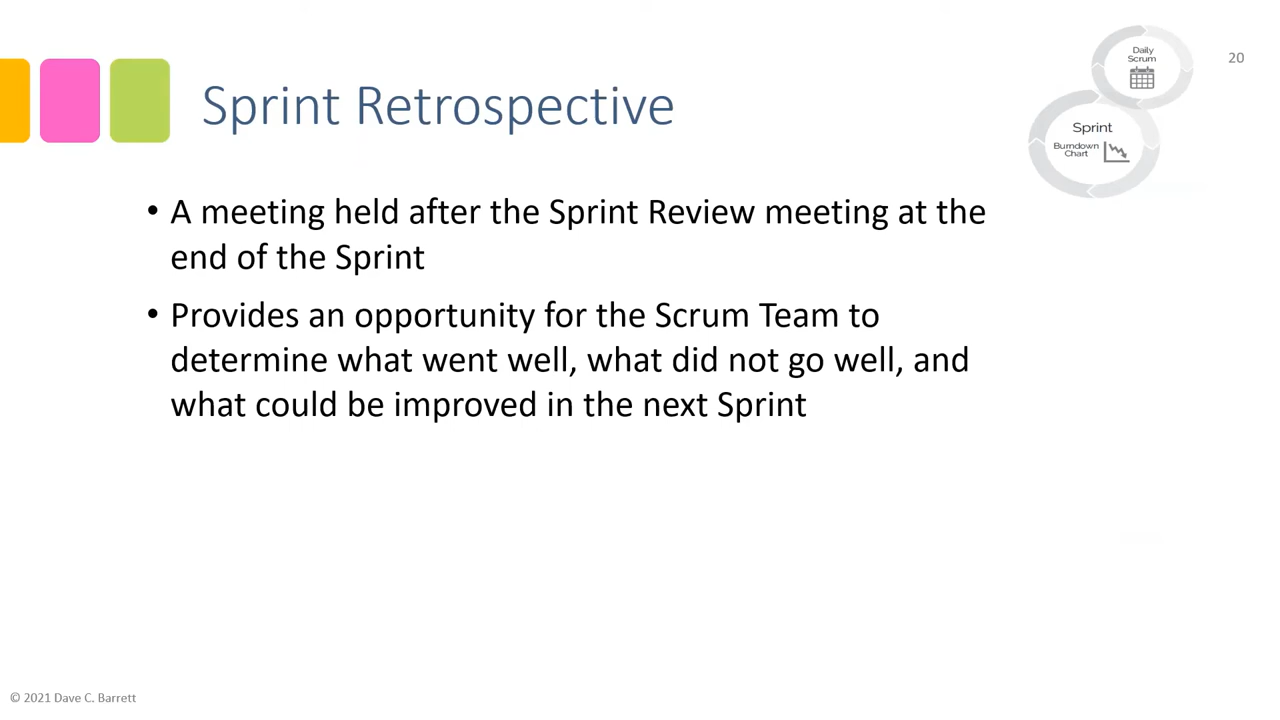 Daily
Scrum
20
Sprint Retrospective
Sprint
Burndown
Chart
• A meeting held after the Sprint Review meeting at the
end of the Sprint
• Provides an opportunity for the Scrum Team to
determine what went well, what did not go well, and
what could be improved in the next Sprint
© 2021 Dave C. Barrett